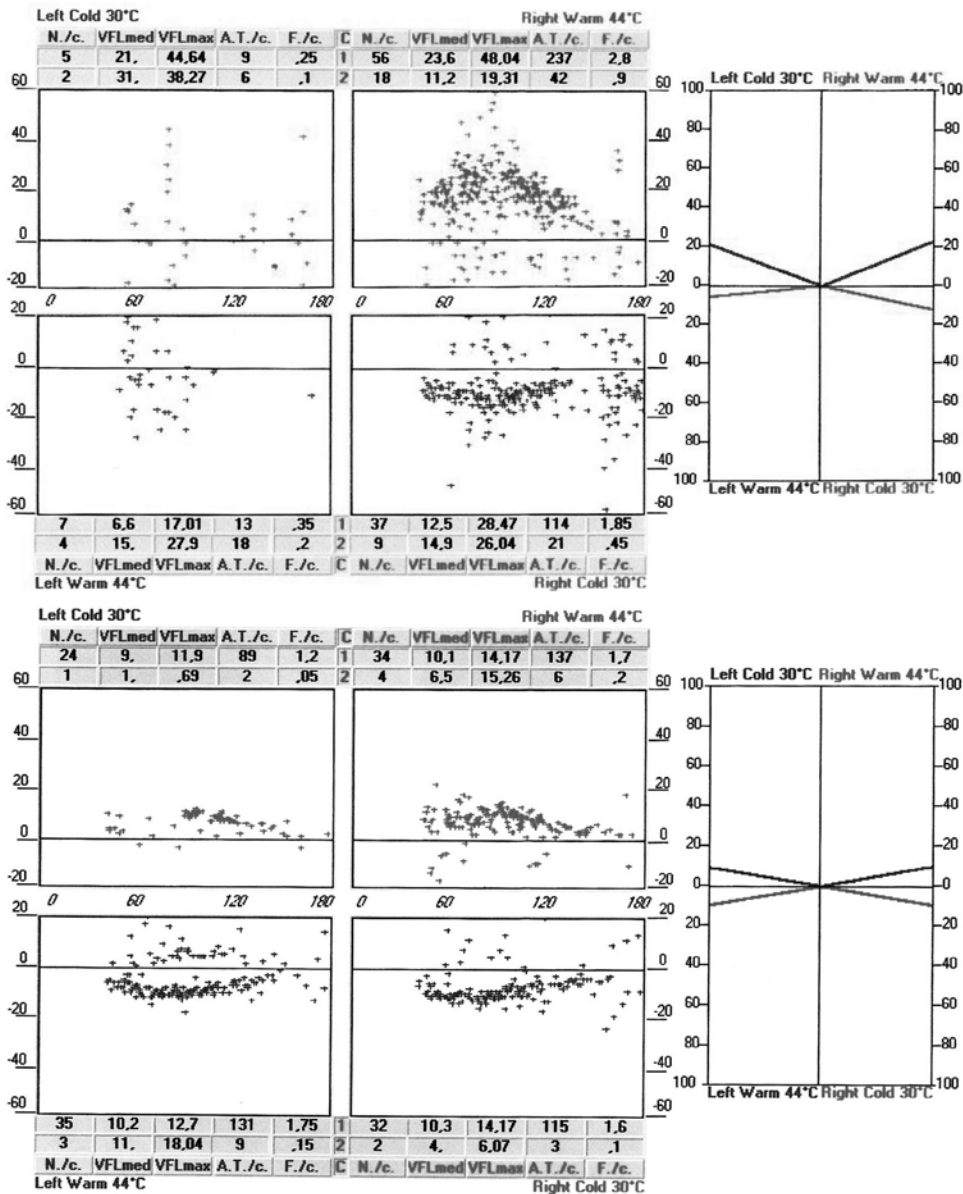 Left Cold 30°C Right Warm 44°C
N./c. VFLmed VFLmax A.T./c. F./c. C N./c. VFLmed VFLmax A.T./c. F./c.
5 21, 44,64 9 ,25 1 56 23,6 48,04 237 2,8
2 31, 38,27 6 ,1 2 18 11,2 19,31 42 ,9
Left Cold 30°C Right Warm 44°C
60 60 100 100
80 80
40 40
60 60
20 20
40 40
0 0
20 20
-20 -20
0 60 120 180 0 60 120 180
0 0
20 20
20 20
0 0
40 40
-20 -20
60 60
-40 -40
80 80
-60 -60
100 100
Left Warm 44°C Right Cold 30°C
7 6,6 17,01 13 ,35 1 37 12,5 28,47 114 1,85
4 15, 27,9 18 ,2 2 9 14,9 26,04 21 ,45
N./c. VFLmed VFLmax A.T./c. F./c. C N./c. VFLmed VFLmax A.T./c. F./c.
Left Warm 44°C Right Cold 30°C
Left Cold 30°C Right Warm 44°C
N./c. VFLmed VFLmax A.T./c. F./c. C N./c. VFLmed VFLmax A.T./c. F./c.
24 9, 11,9 89 1,2 1 34 10,1 14,17 137 1,7
1 1, ,69 2 ,05 2 4 6,5 15,26 6 ,2
Left Cold 30°C Right Warm 44°C
60 60 100 100
80 80
40 40
60 60
20 20
40 40
0 0
20 20
-20 -20
0 60 120 180 0 60 120 180
0 0
20 20
20 20
0 0
40 40
-20 -20
60 60
-40 -40
80 80
-60 -60
100 100
Left Warm 44°C Right Cold 30°C
35 10,2 12,7 131 1,75 1 32 10,3 14,17 115 1,6
3 11, 18,04 9 ,15 2 2 4, 6,07 3 ,1
N./c. VFLmed VFLmax A.T./c. F./c. C N./c. VFLmed VFLmax A.T./c. F./c.
Left Warm 44°C Right Cold 30°C